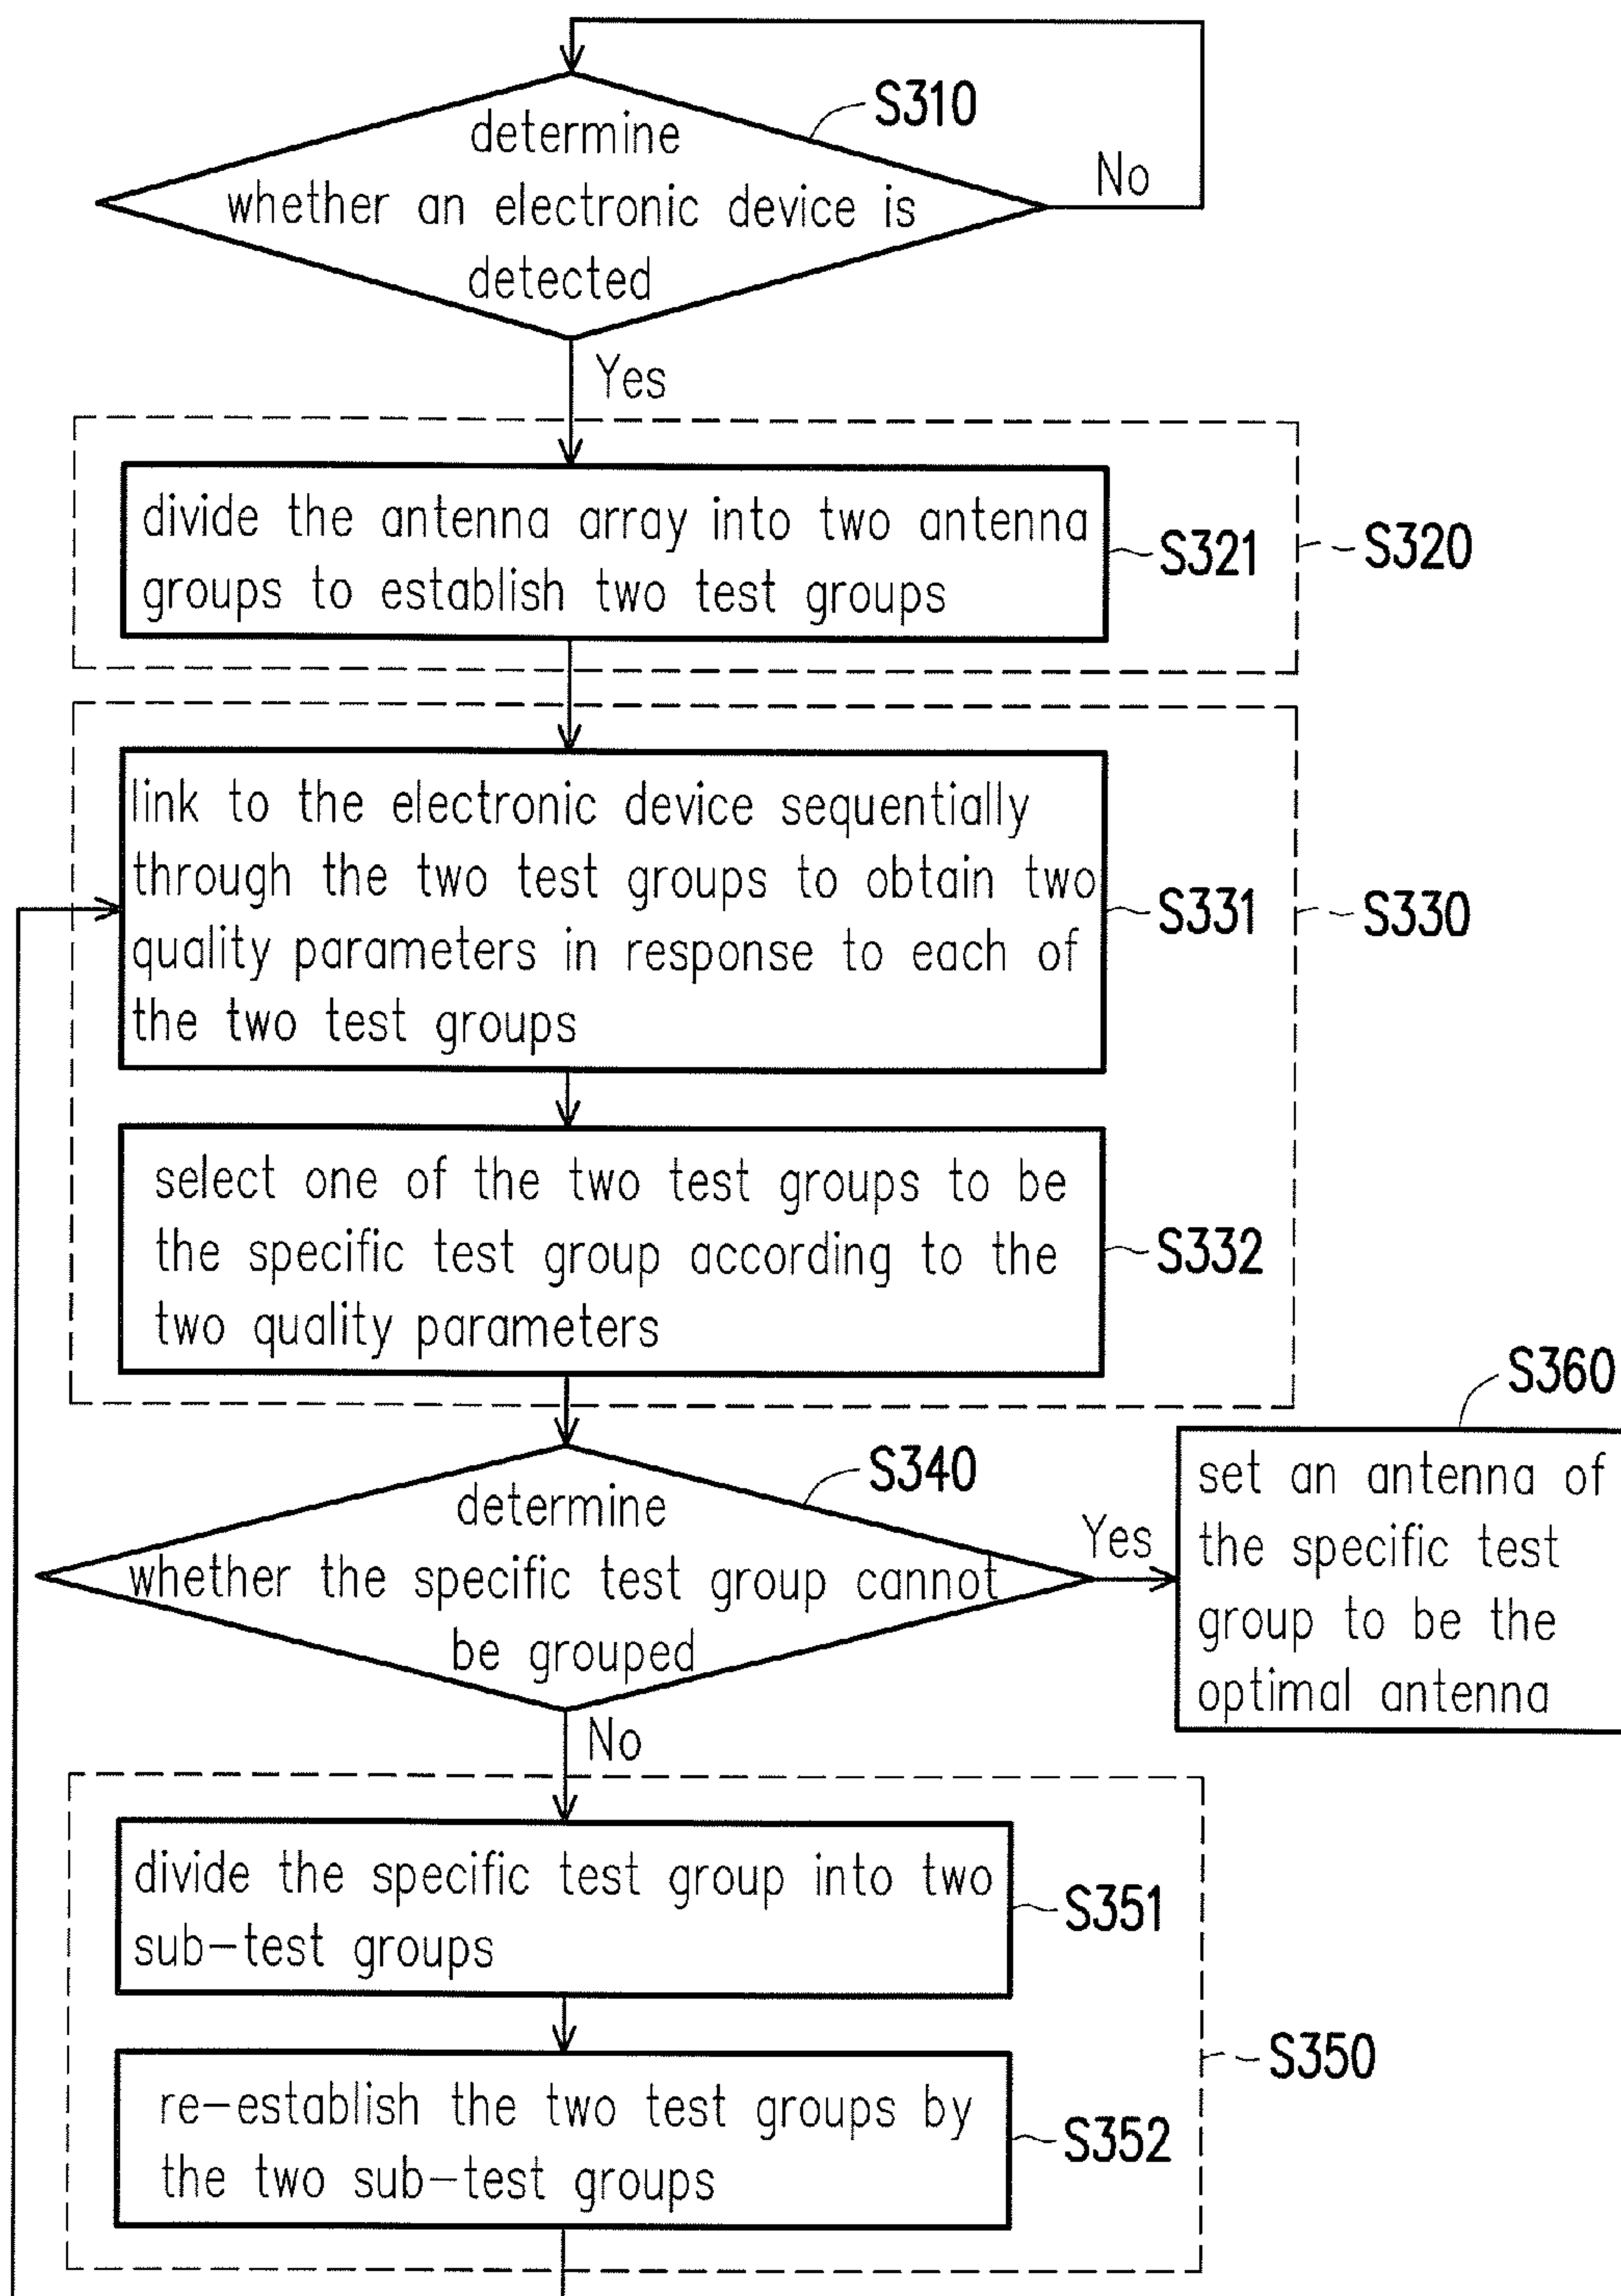 determine
whether an electronic device is
detected
S310
No
Yes
divide the antenna array into two antenna
groups to establish two test groups
S321
S320
link to the electronic device sequentially
through the two test groups to obtain two
quality parameters in response to each of
the two test groups
S331
S330
select one of the two test groups to be
the specific test group according to the
two quality parameters
S332
determine
whether the specific test group cannot
be grouped
S340
Yes
S360
set an antenna of
the specific test
group to be the
optimal antenna
No
divide the specific test group into two
sub-test groups
S351
re-establish the two test groups by
the two sub-test groups
S352
S350